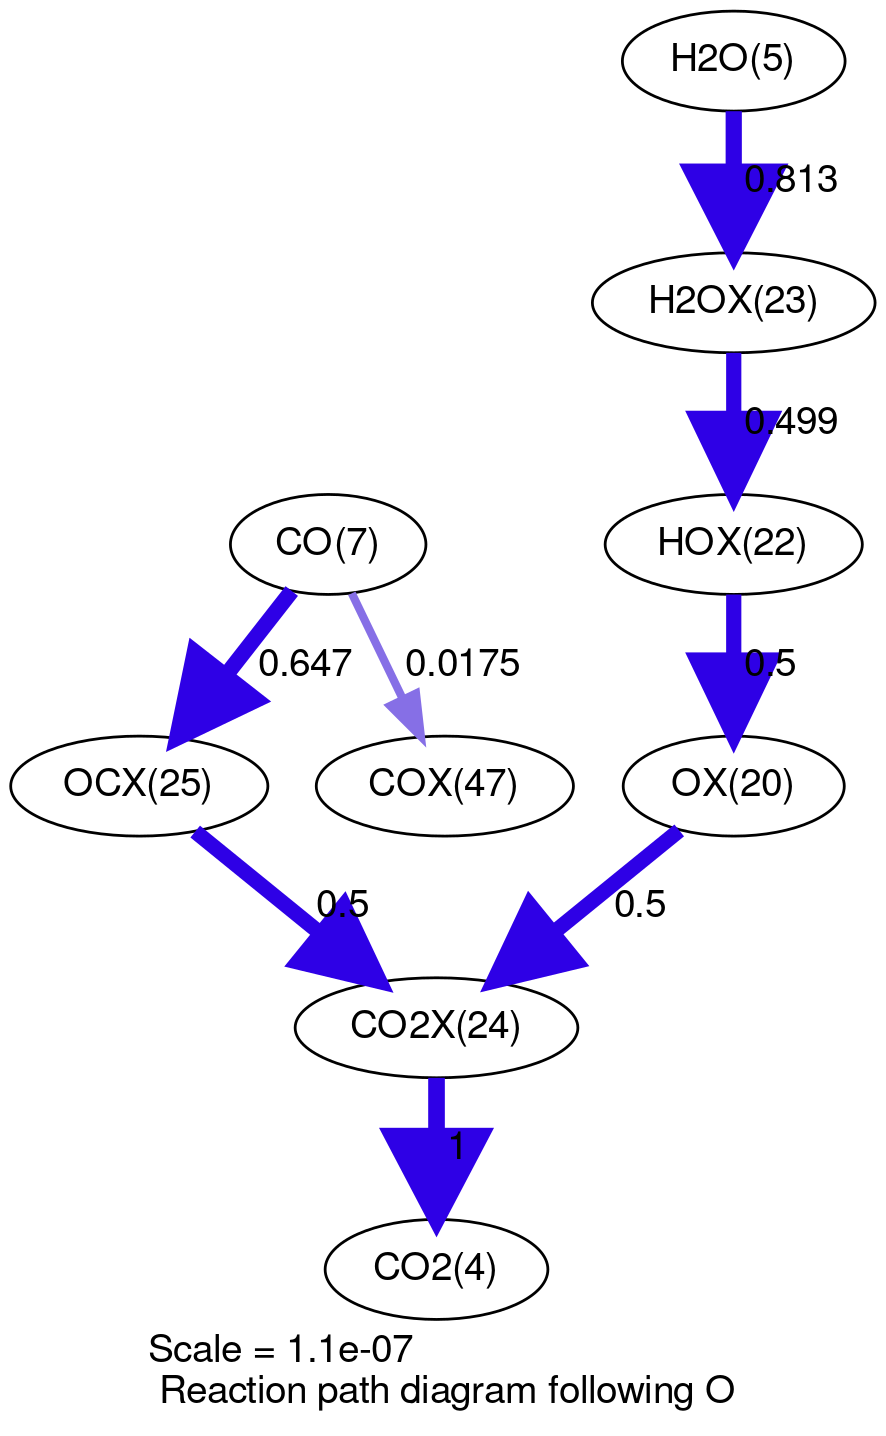 H2O(5)
0.813
H2OX(23)
0.499
CO(7)
HOX(22)
0.647
0.0175
0.5
OCX(25)
COX(47)
OX(20)
0.5
0.5
CO2X(24)
1
CO2(4)
Scale = 1.1e-07
Reaction path diagram following O